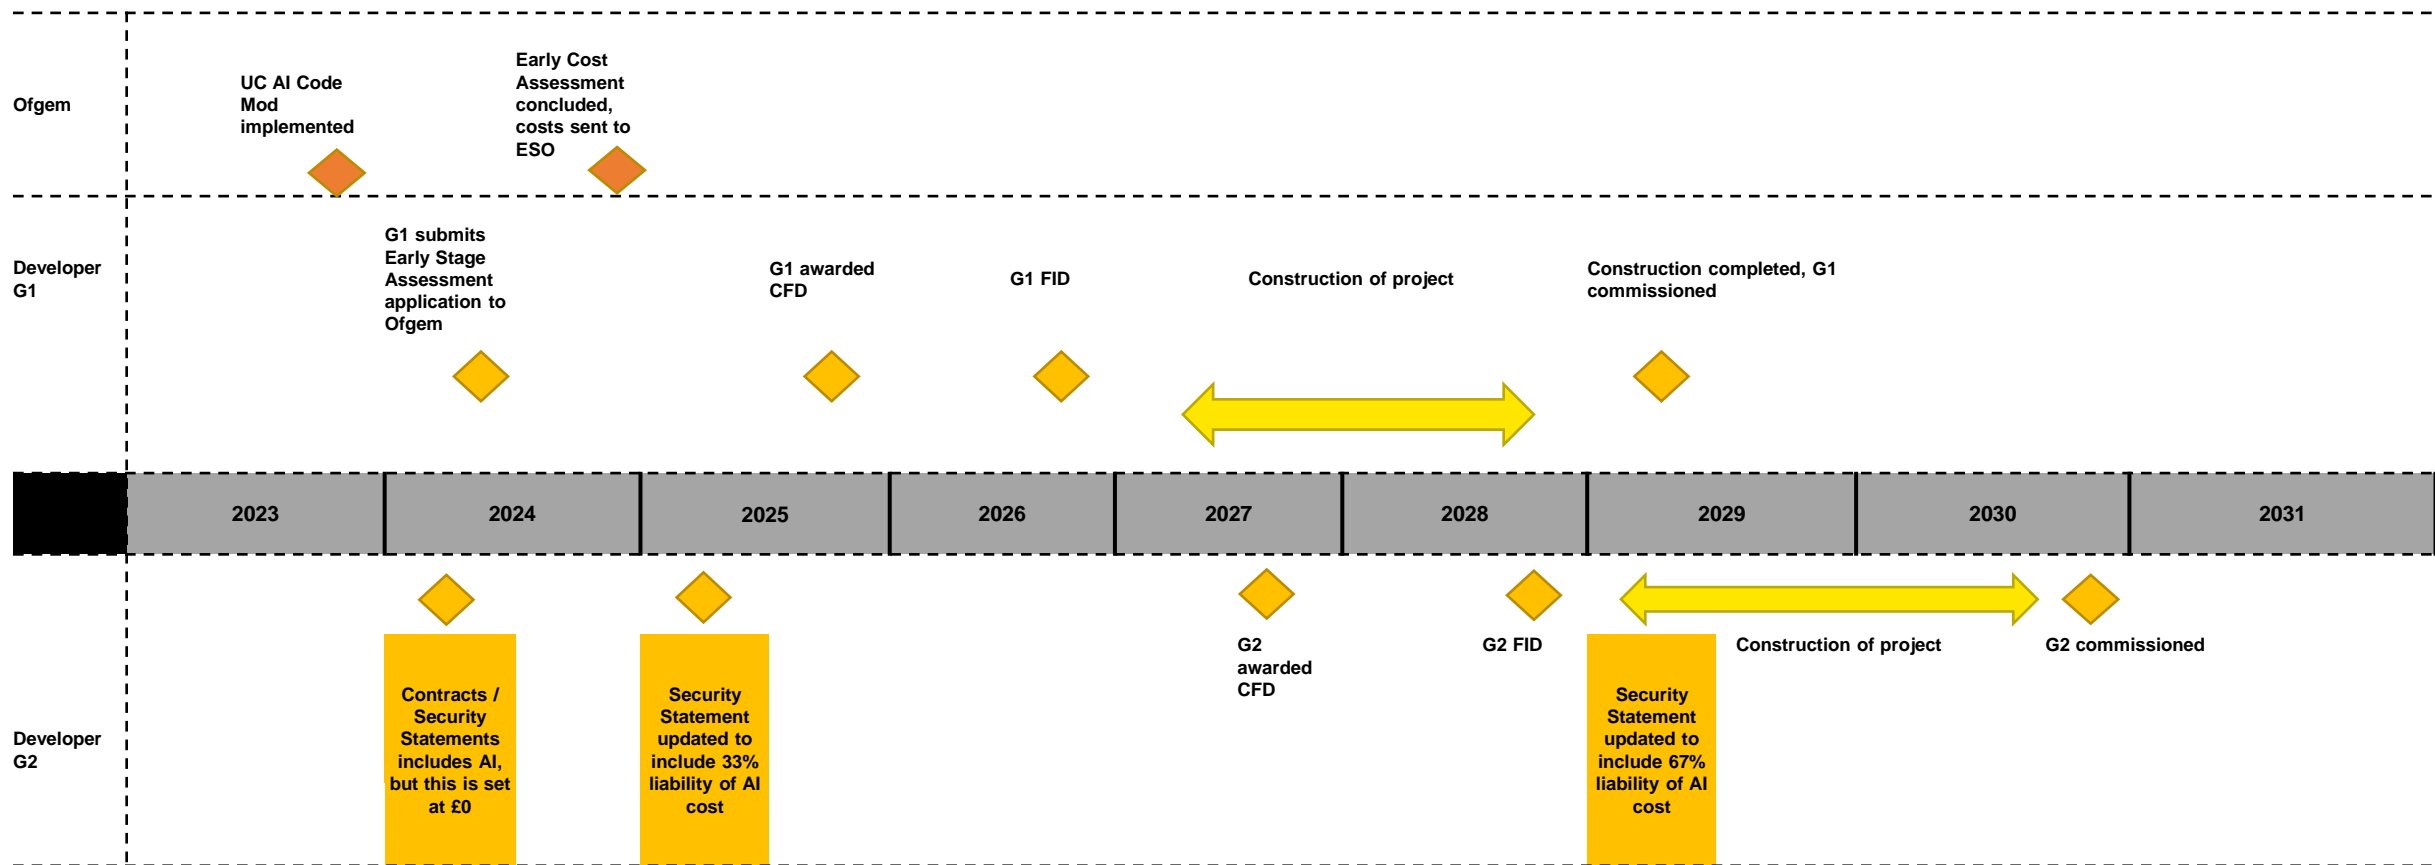 Ofgem
UC AI Code
Mod
implemented
Early Cost
Assessment
concluded,
costs sent to
ESO
Developer
G1
G1 submits
Early Stage
Assessment
application to
Ofgem
G1 awarded
CFD
G1 FID
Construction of project
Construction completed, G1
commissioned
2023
2024
2025
2026
2027
2028
2029
2030
2031
Developer
G2
Contracts /
Security
Statements
includes AI,
but this is set
at £0
Security
Statement
updated to
include 33%
liability of AI
cost
G2
awarded
CFD
G2 FID
Security
Statement
updated to
include 67%
liability of AI
cost
Construction of project
G2 commissioned